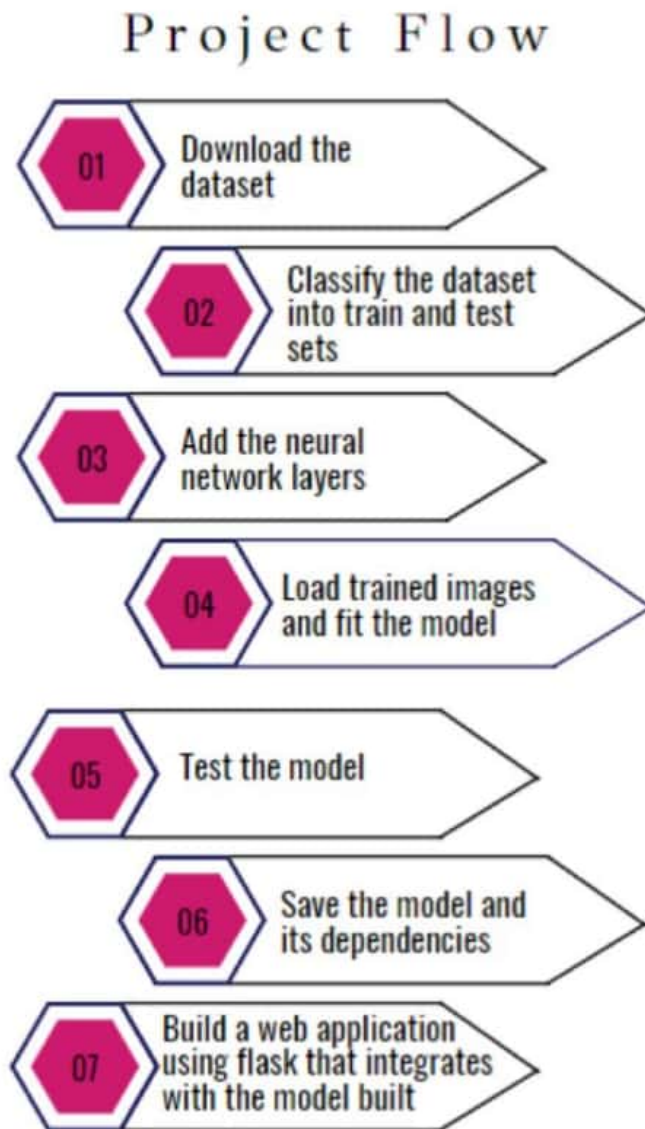 Project Flow
01
Download the
dataset
02
Classify the dataset
into train and test
sets
03
Add the neural
network layers
04
Load trained images
and fit the model
05
Test the model
06
Save the model and
its dependencies
07
Build a web application
using flask that integrates
with the model built